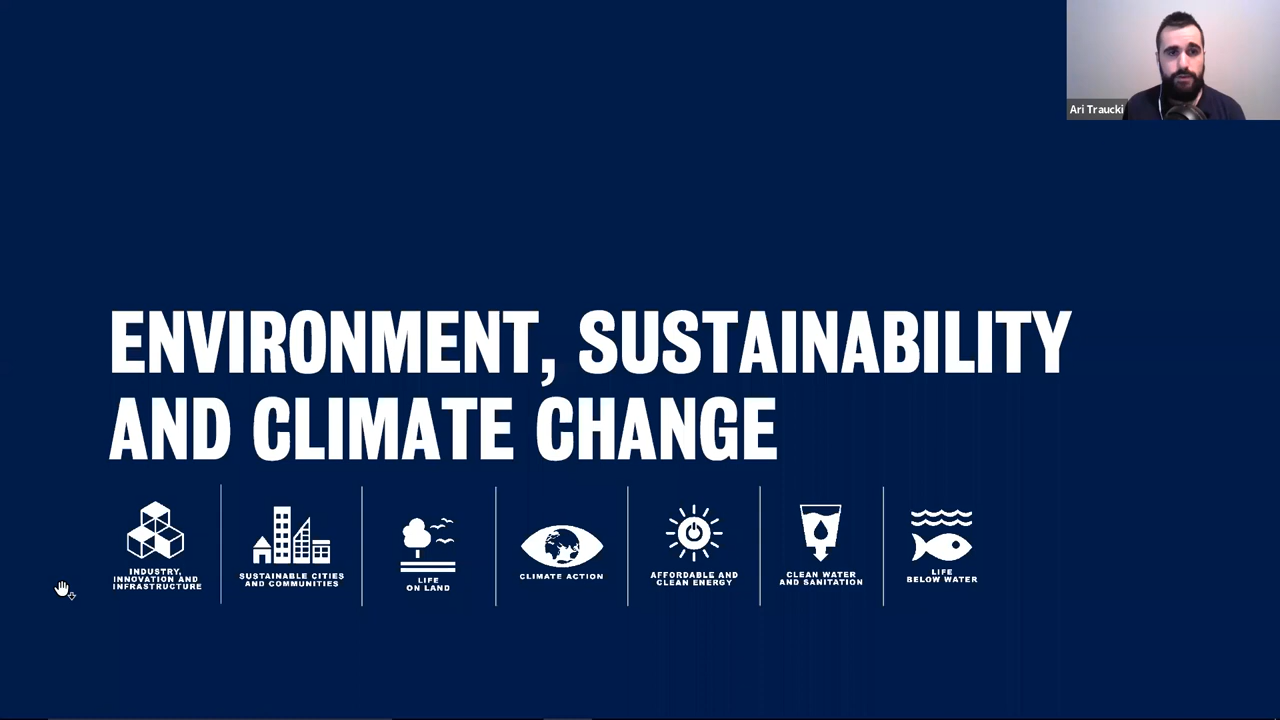 Ari Traucki
ENVIRONMENT, SUSTAINABILITY
AND CLIMATE CHANGE
INDUSTRY,
INNOVATION AND
INFRASTRUCTURE
SUSTAINABLE CITIES
AND COMMUNITIES
LIFE
ON LAND
CLIMATE ACTION
AFFORDABLE AND
CLEAN ENERGY
CLEAN WATER
AND SANITATION
LIFE
BELOW WATER